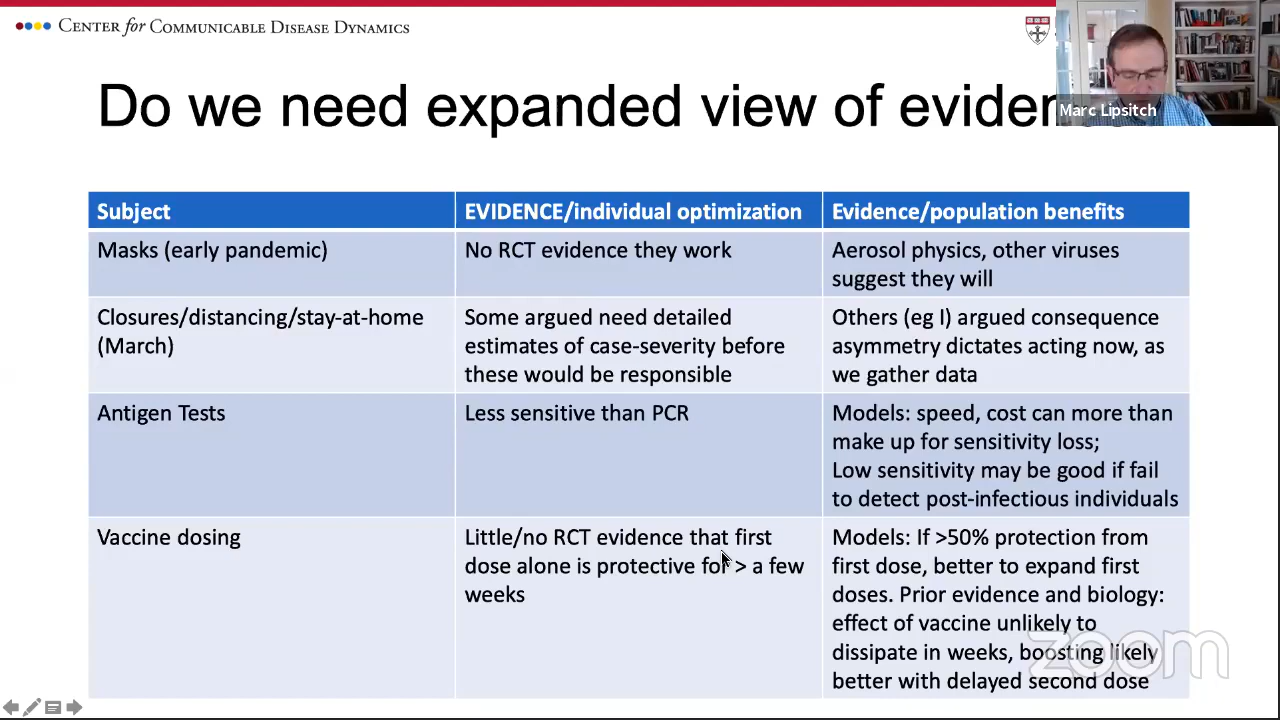 CENTER for COMMUNICABLE DISEASE DYNAMICS
Marc Lipsitch
Do we need expanded view of
Subject
EVIDENCE/individual optimization
Evidence/population benefits
Masks (early pandemic)
No RCT evidence they work
Aerosol physics, other viruses
suggest they will
Closures/distancing/stay-at-home
(March)
Some argued need detailed
estimates of case-severity before
these would be responsible
Others (eg I) argued consequence
asymmetry dictates acting now, as
we gather data
Antigen Tests
Less sensitive than PCR
Models: speed, cost can more than
make up for sensitivity loss;
Low sensitivity may be good if fail
to detect post-infectious individuals
Vaccine dosing
Little/no RCT evidence that first
dose alone is protective for > a few
weeks
Models: If >50% protection from
first dose, better to expand first
doses. Prior evidence and biology:
effect of vaccine unlikely to
dissipate in weeks, boosting likely
better with delayed second dose
zoom